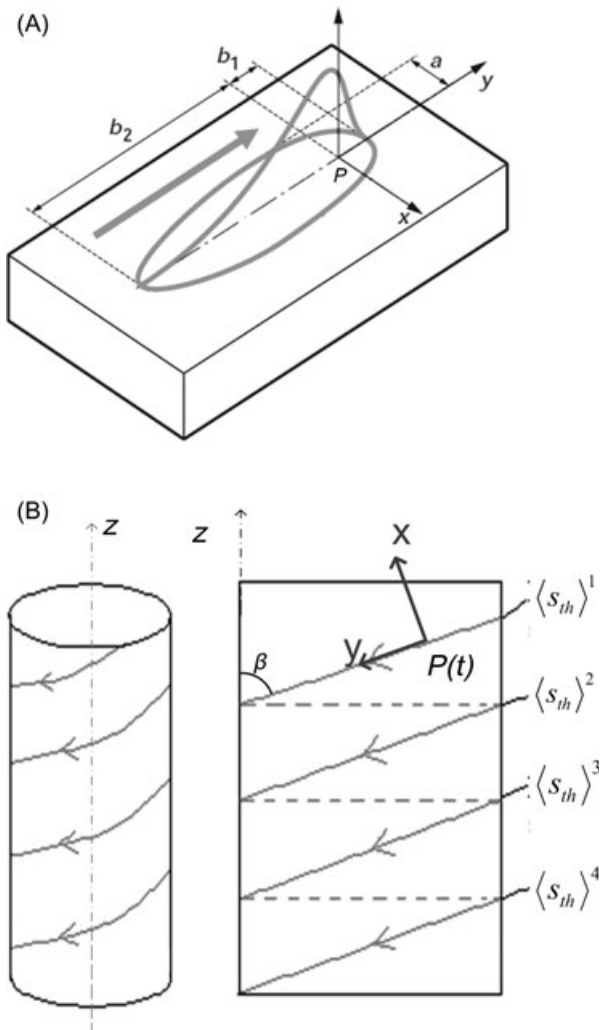 (A)
b₁
a
y
b₂
P
x
(B)
z
z
x
⟨s_th⟩¹
y
P(t)
β
⟨s_th⟩²
⟨s_th⟩³
⟨s_th⟩⁴